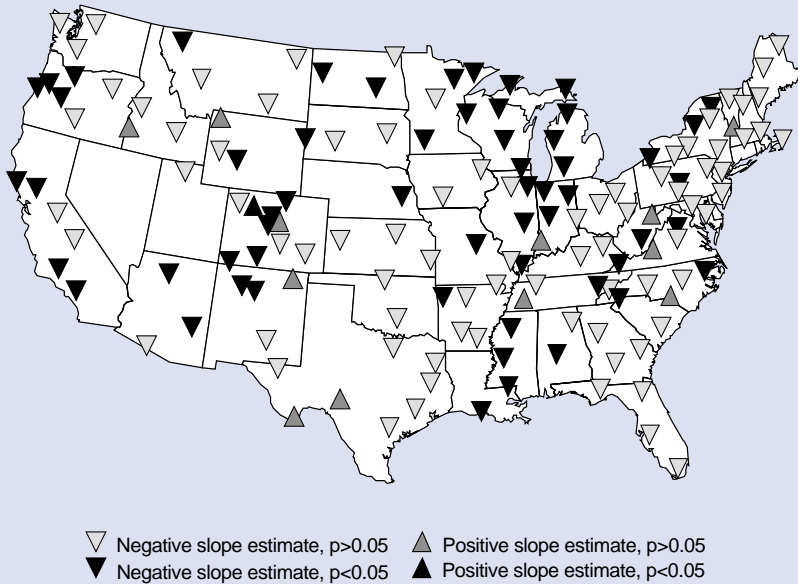 Negative slope estimate, p>0.05
Positive slope estimate, p>0.05
Negative slope estimate, p<0.05
Positive slope estimate, p<0.05